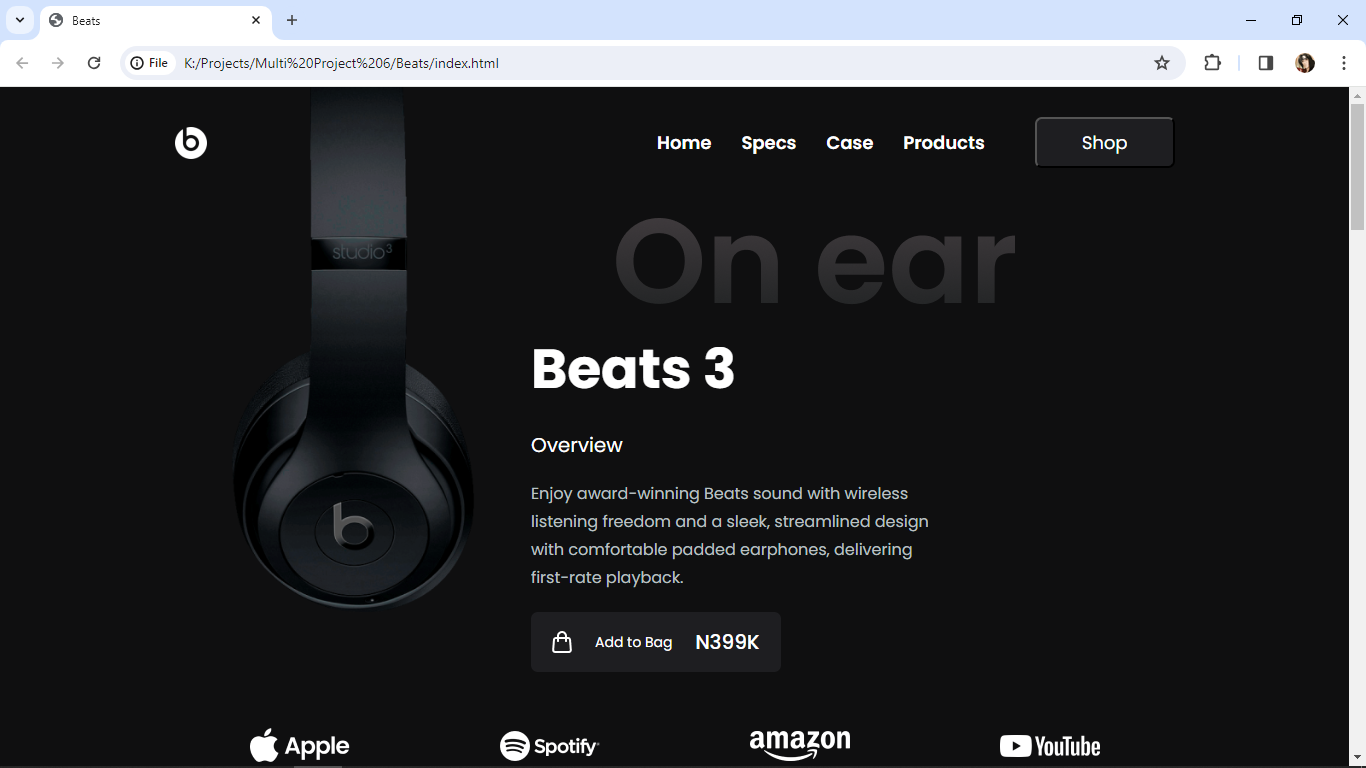 Beats
File
K:/Projects/Multi%20Project%206/Beats/index.html
Home Specs Case Products Shop
studio3
On ear
Beats 3
Overview
Enjoy award-winning Beats sound with wireless
listening freedom and a sleek, streamlined design
with comfortable padded earphones, delivering
first-rate playback.
Add to Bag N399K
Apple Spotify amazon YouTube